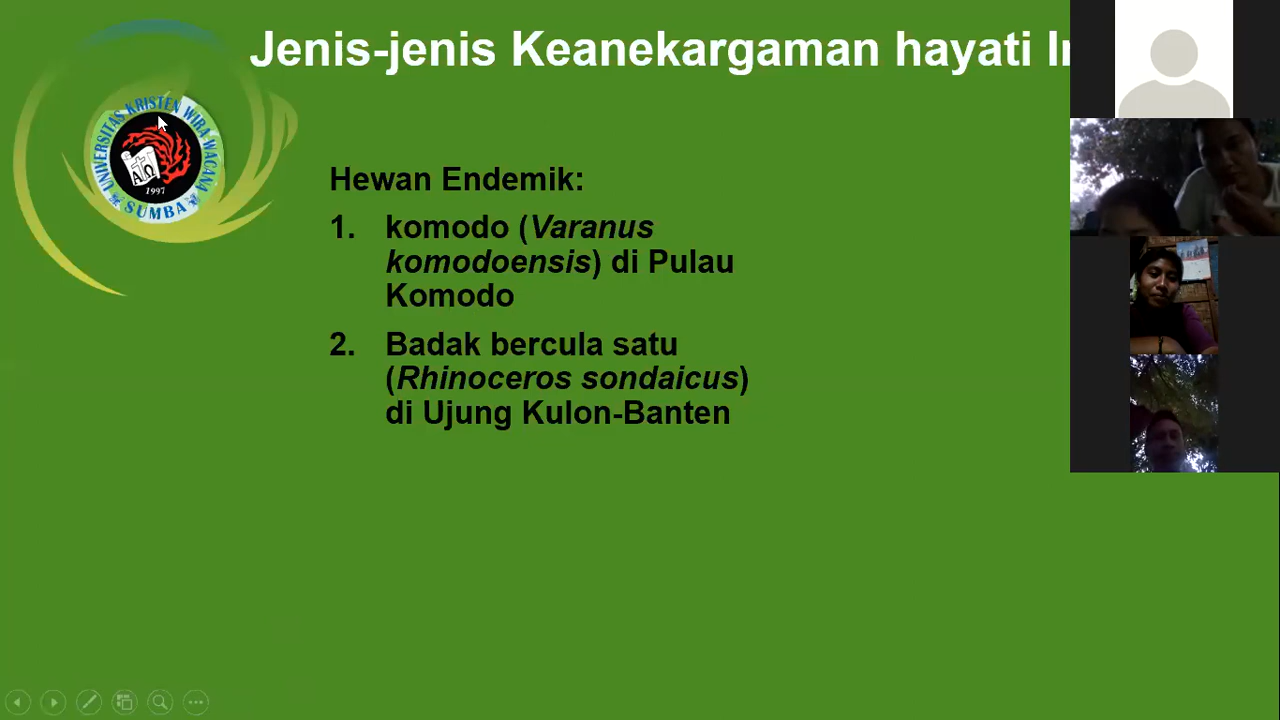 Jenis-jenis Keanekargaman hayati In
UNIVERSITAS KRISTEN WIRA WACANA
SUMBA
A Ω
1997
Hewan Endemik:
1. komodo (Varanus
komodoensis) di Pulau
Komodo
2. Badak bercula satu
(Rhinoceros sondaicus)
di Ujung Kulon-Banten